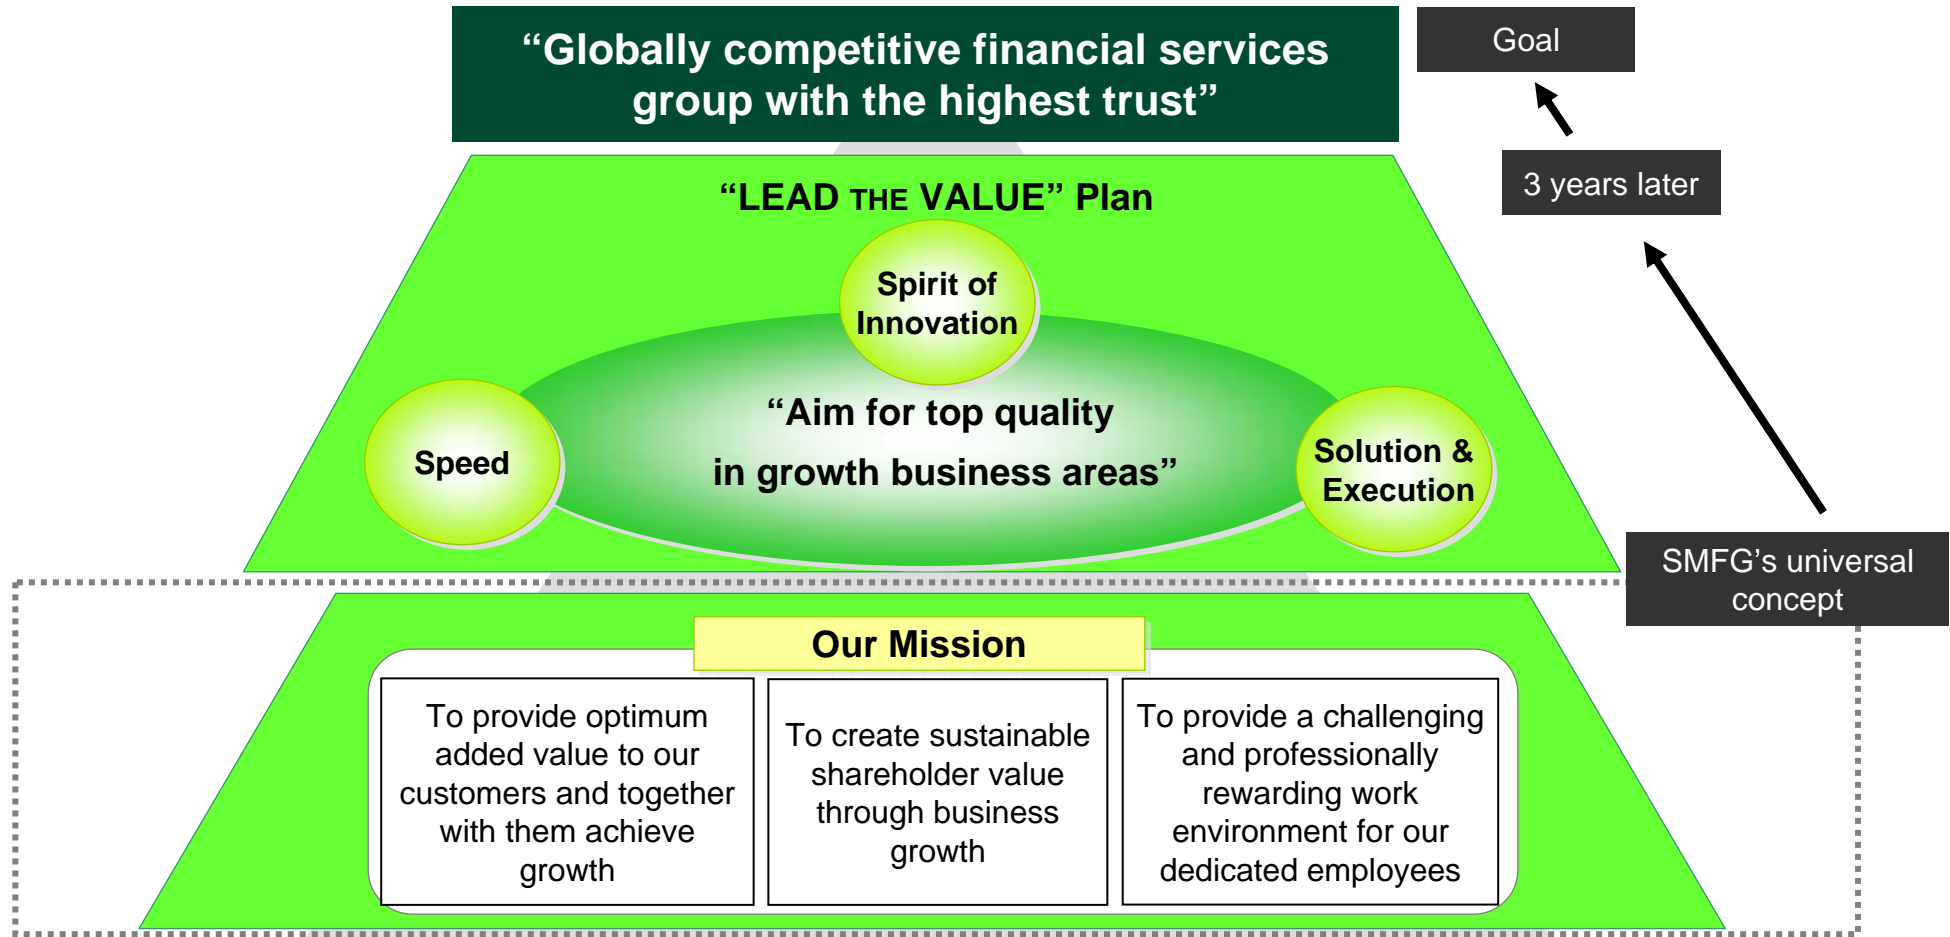 “Globally competitive financial services
group with the highest trust”
Goal
3 years later
“LEAD THE VALUE” Plan
Spirit of
Innovation
“Aim for top quality
in growth business areas”
Speed
Solution &
Execution
SMFG’s universal
concept
Our Mission
To provide optimum
added value to our
customers and together
with them achieve
growth
To create sustainable
shareholder value
through business
growth
To provide a challenging
and professionally
rewarding work
environment for our
dedicated employees